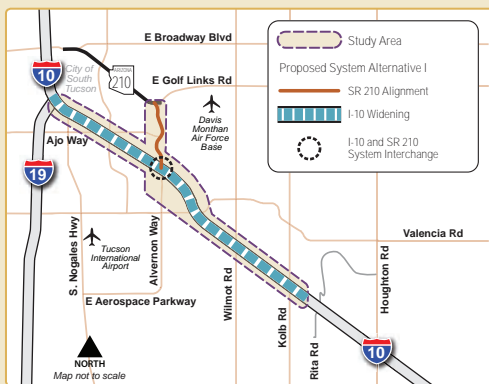 E Broadway Blvd
10
City of
South
Tucson
ARIZONA
210
E Golf Links Rd
Davis
Monthan
Air Force
Base
Ajo Way
19
S. Nogales Hwy
Tucson
International
Airport
Alvernon Way
Wilmot Rd
Valencia Rd
Houghton Rd
E Aerospace Parkway
Kolb Rd
Rita Rd
10
NORTH
Map not to scale
Study Area
Proposed System Alternative I
SR 210 Alignment
I-10 Widening
I-10 and SR 210
System Interchange